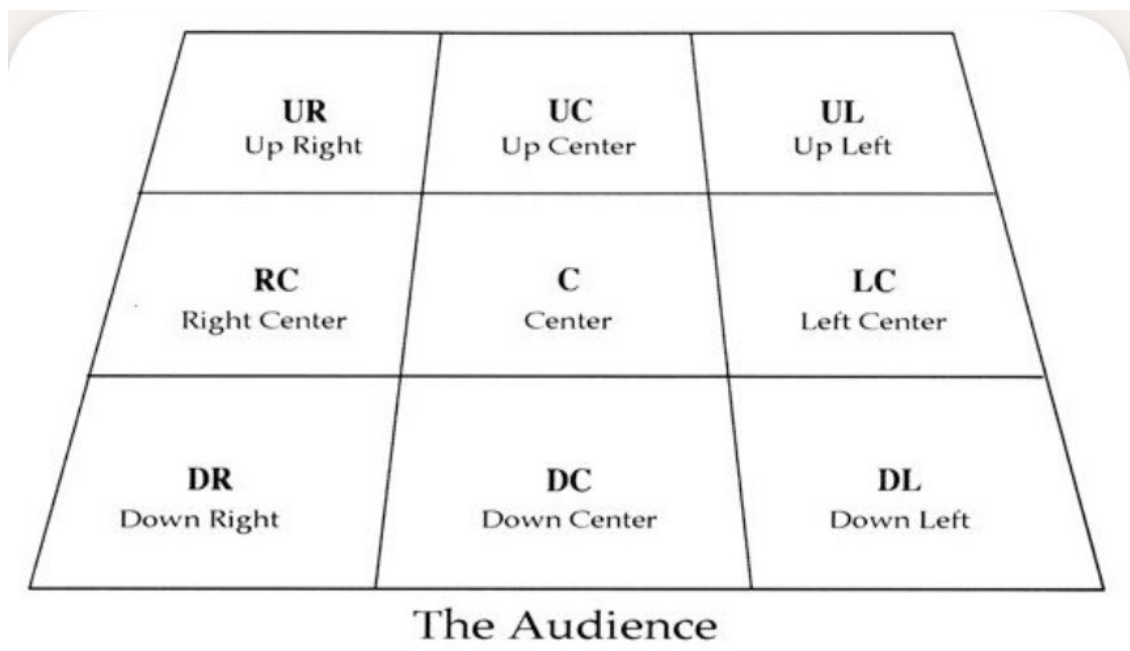 UR
Up Right
UC
Up Center
UL
Up Left
RC
Right Center
C
Center
LC
Left Center
DR
Down Right
DC
Down Center
DL
Down Left
The Audience